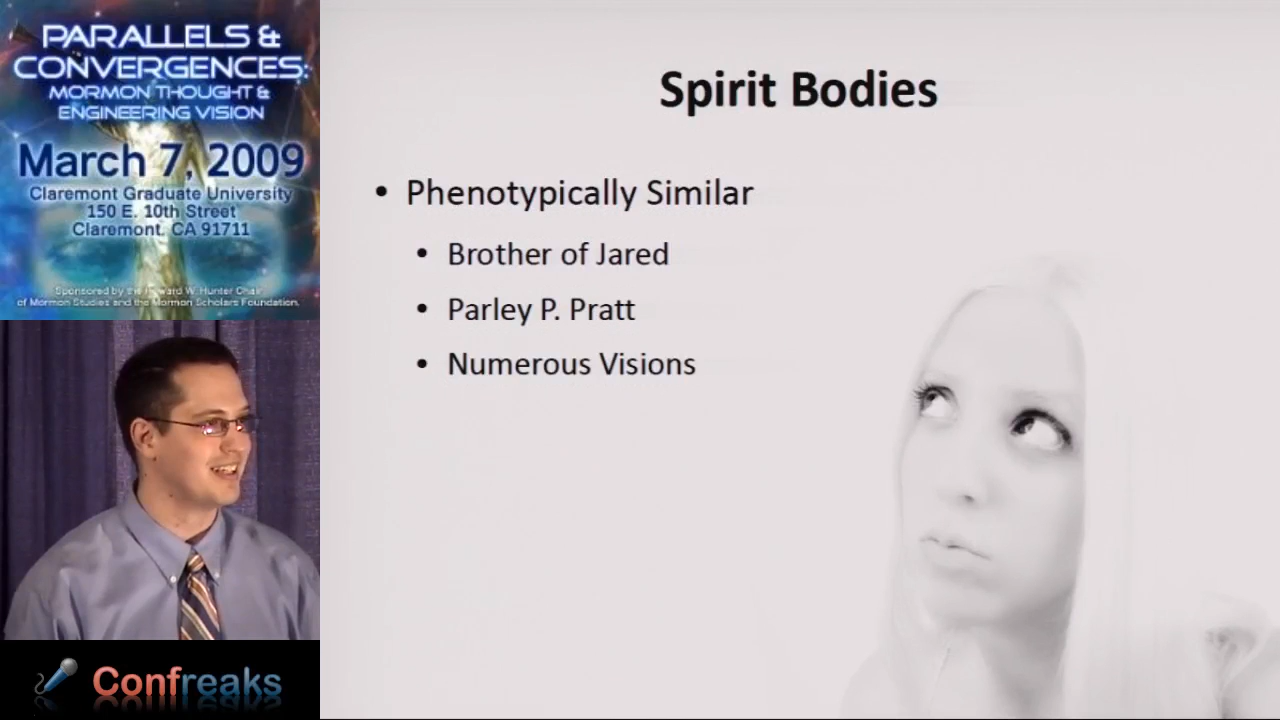 PARALLELS &
CONVERGENCES:
MORMON THOUGHT &
ENGINEERING VISION
March 7, 2009
Claremont Graduate University
150 E. 10th Street
Claremont, CA 91711
Sponsored by the Howard W. Hunter Chair
of Mormon Studies and the Mormon Scholars Foundation.
Confreaks
Spirit Bodies
• Phenotypically Similar
• Brother of Jared
• Parley P. Pratt
• Numerous Visions